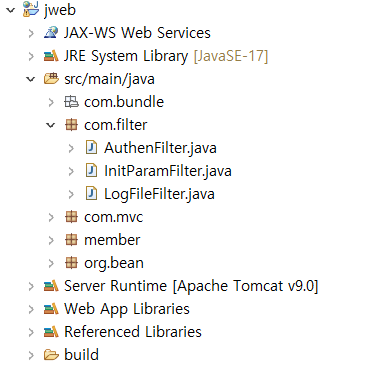 jweb
JAX-WS Web Services
JRE System Library [JavaSE-17]
src/main/java
com.bundle
com.filter
AuthenFilter.java
InitParamFilter.java
LogFileFilter.java
com.mvc
member
org.bean
Server Runtime [Apache Tomcat v9.0]
Web App Libraries
Referenced Libraries
build